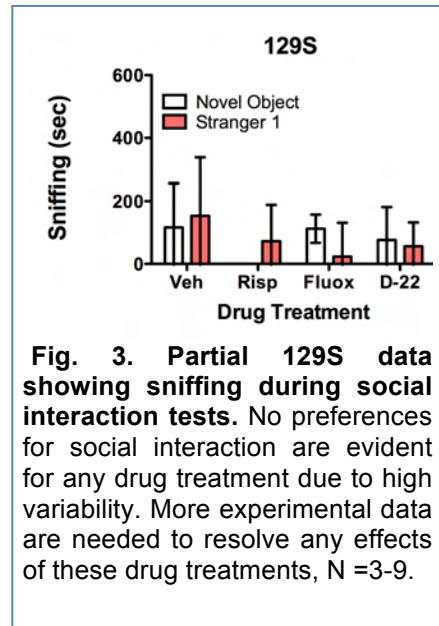 129S
600
400
200
0
Sniffing (sec)
Novel Object
Stranger 1
Veh Risp Fluox D-22
Drug Treatment
Fig. 3. Partial 129S data
showing sniffing during social
interaction tests. No preferences
for social interaction are evident
for any drug treatment due to high
variability. More experimental data
are needed to resolve any effects
of these drug treatments, N =3-9.